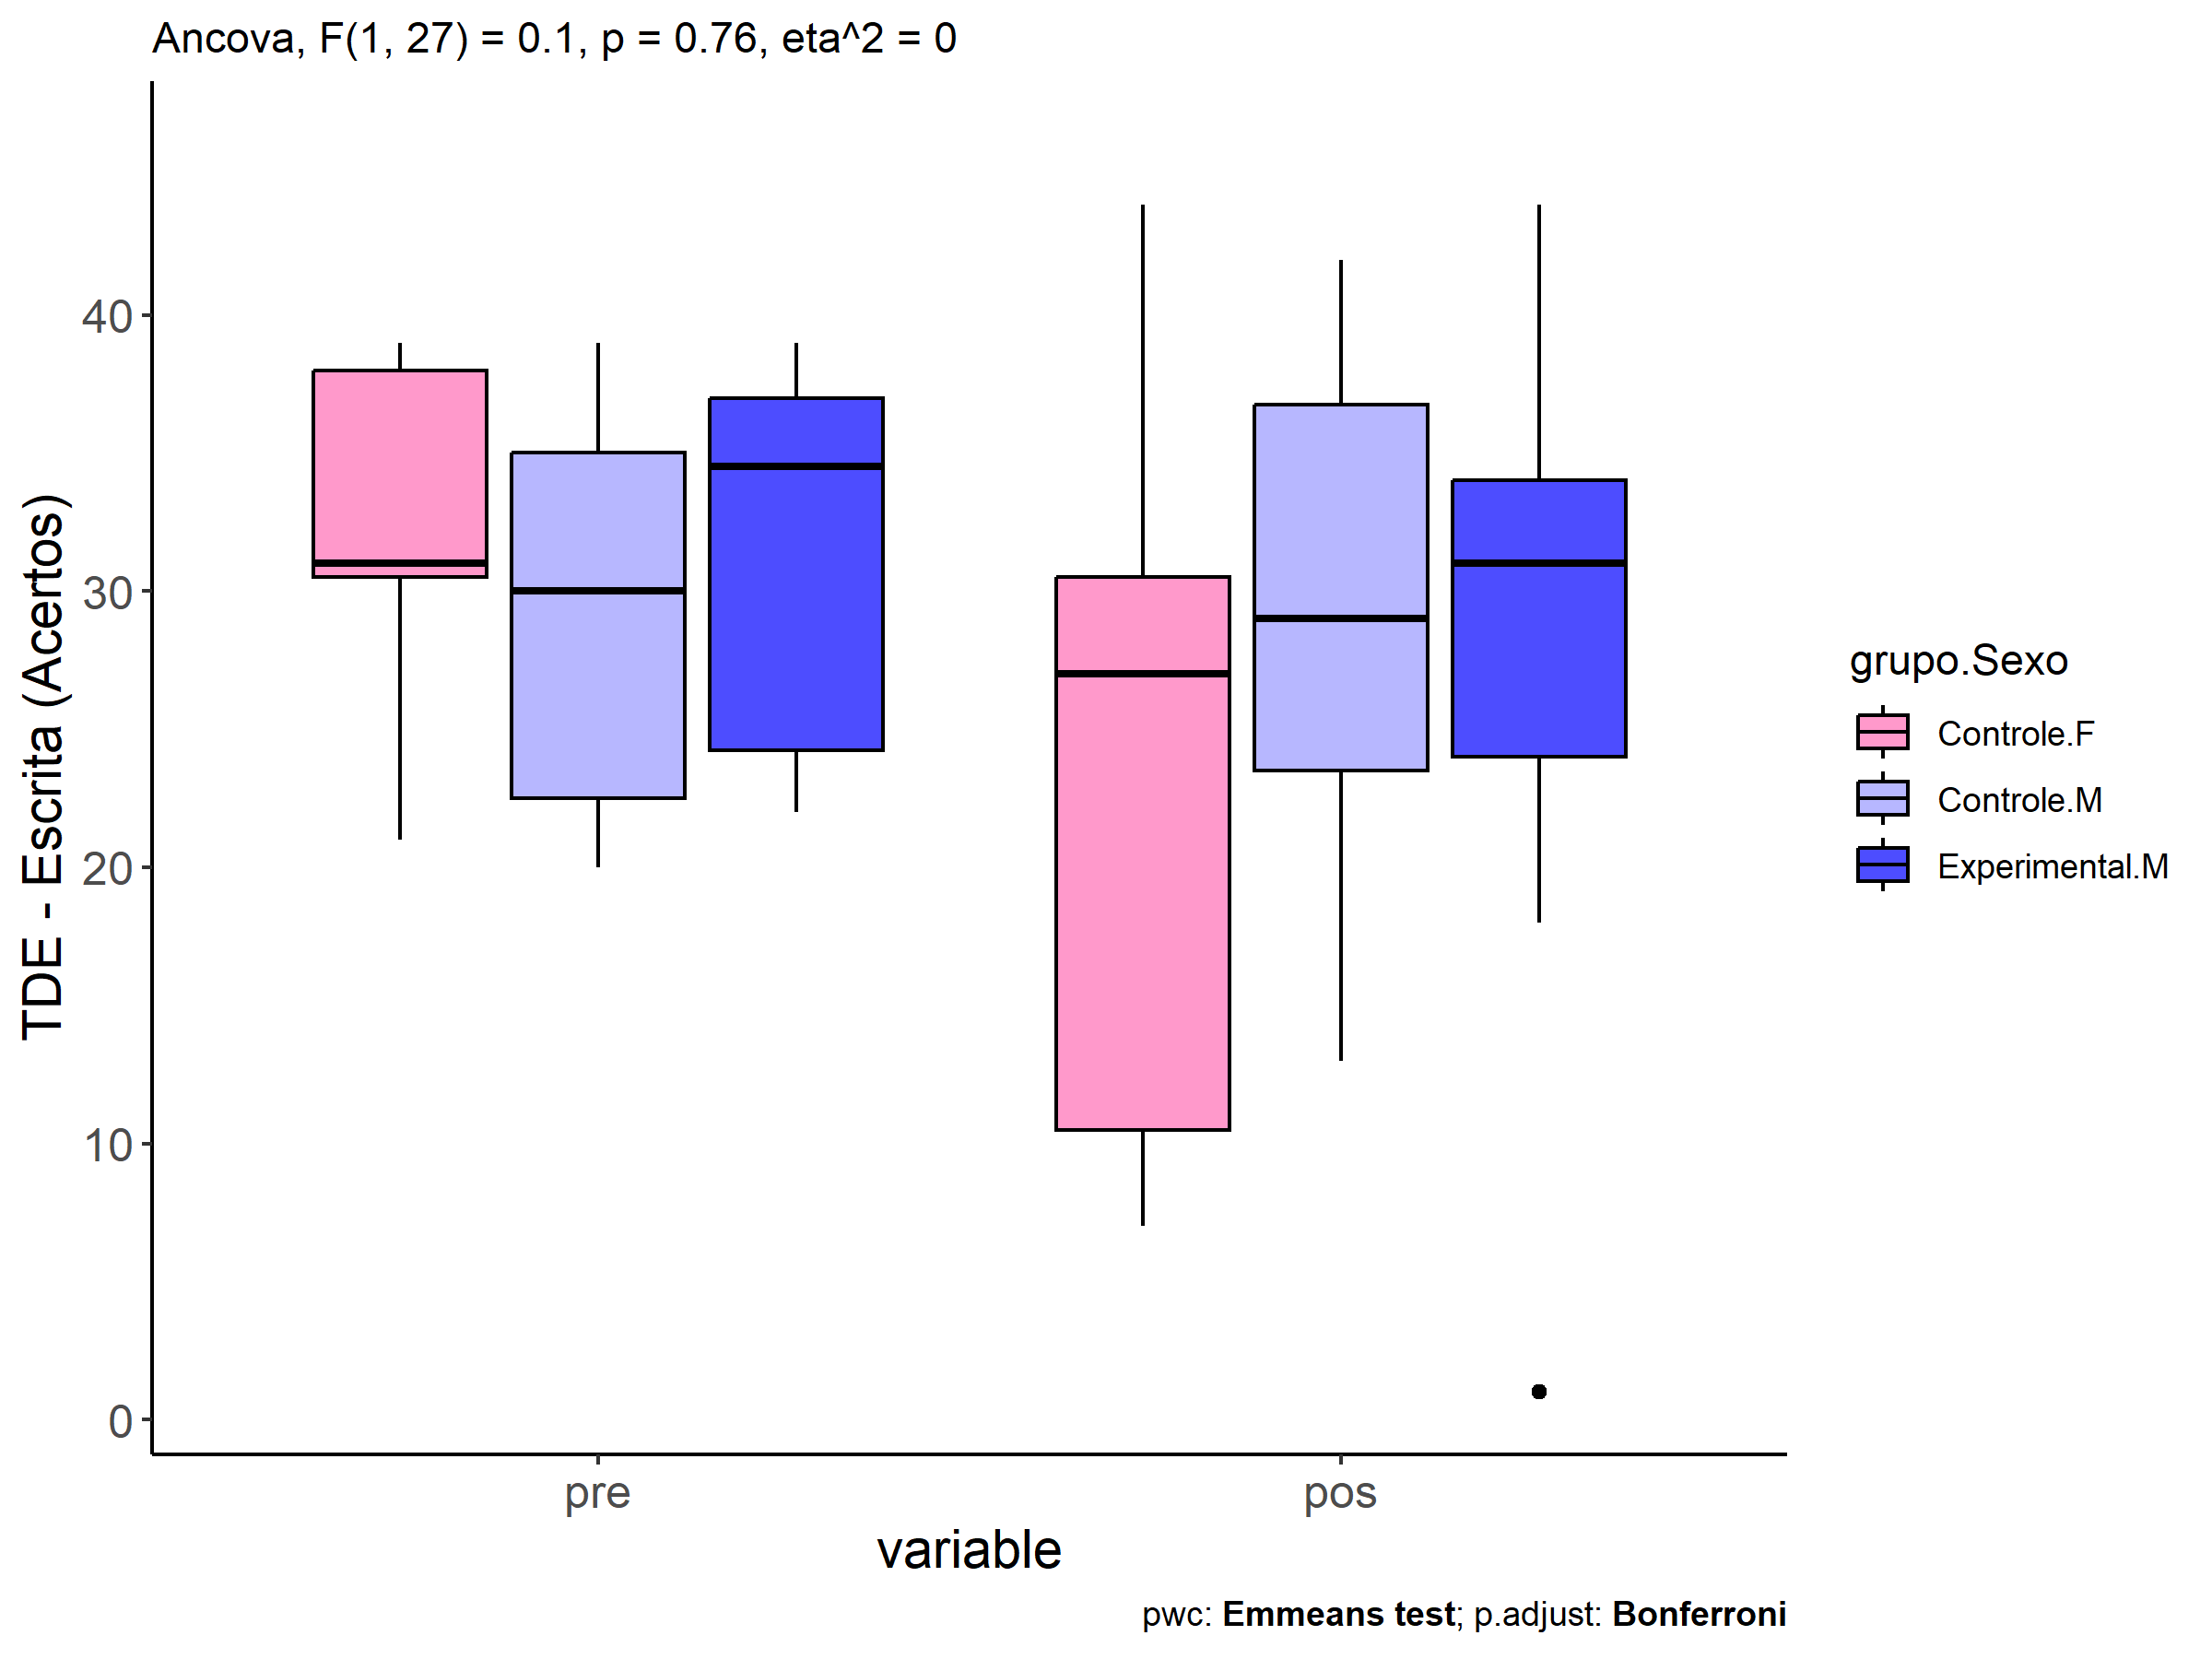 Ancova, F(1, 27) = 0.1, p = 0.76, eta^2 = 0
TDE - Escrita (Acertos)
40
30
20
10
0
pre
pos
variable
grupo.Sexo
Controle.F
Controle.M
Experimental.M
pwc: Emmeans test; p.adjust: Bonferroni